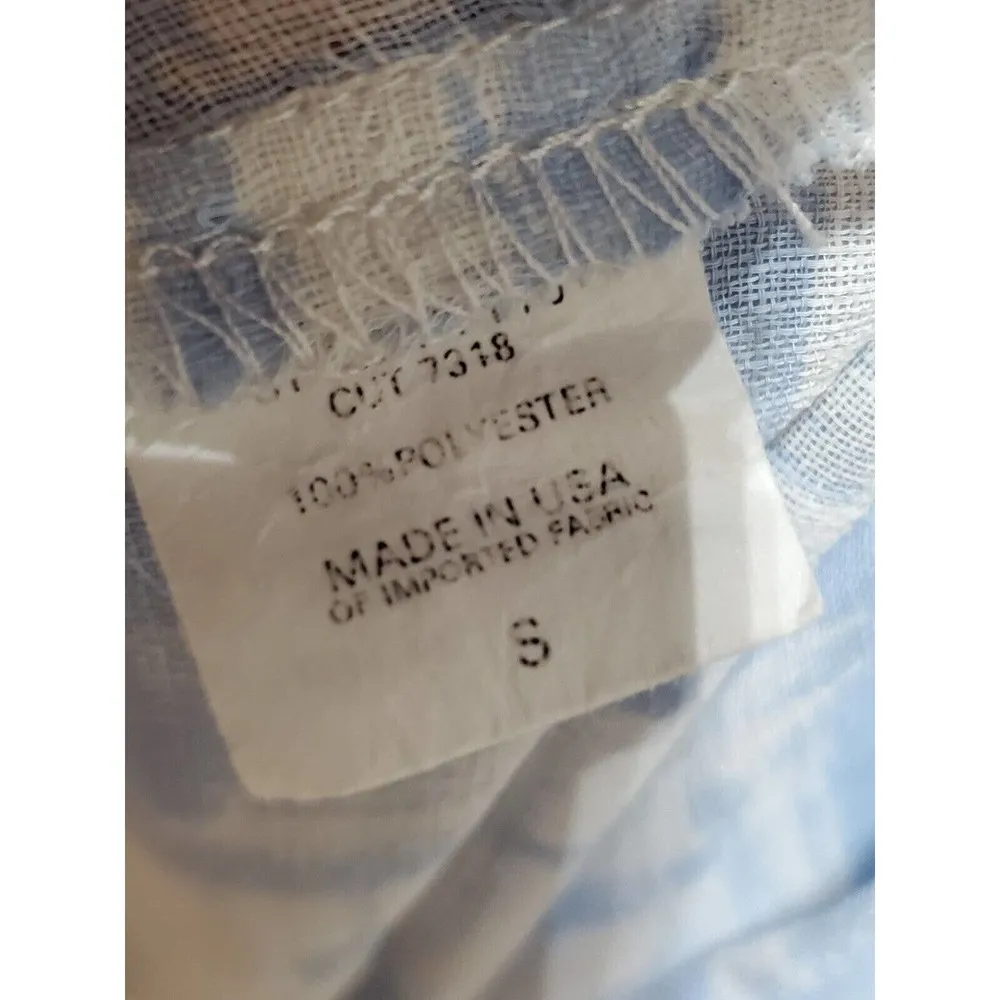 CUT 7318
100% POLYESTER
MADE IN USA
OF IMPORTED FABRIC
S